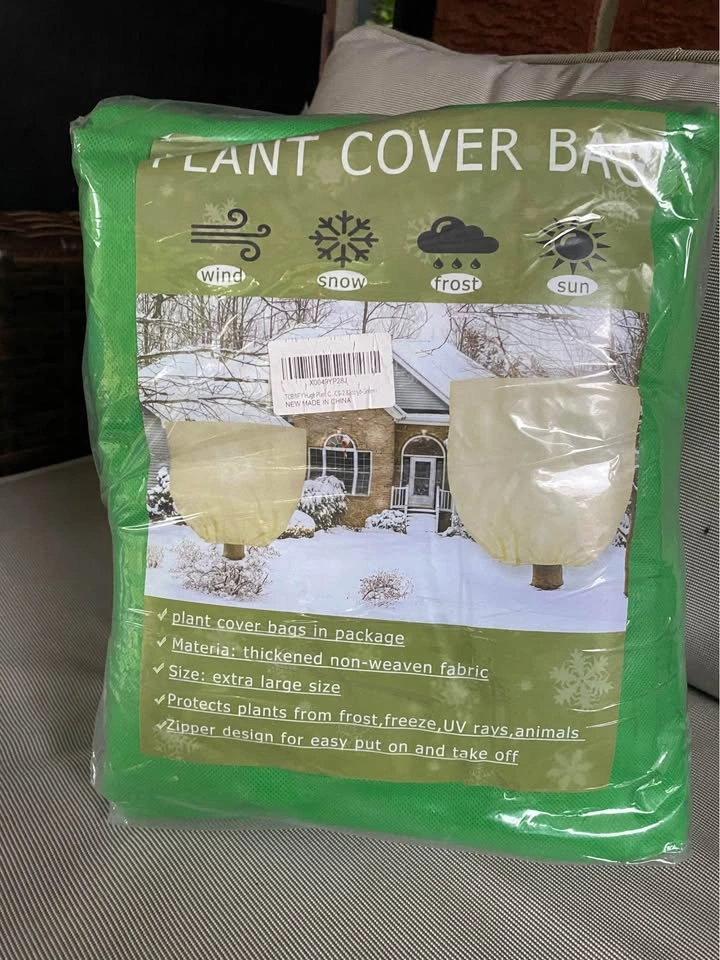 PLANT COVER BAG
wind
snow
frost
sun
X0049YP28J
NEW MADE IN CHINA
plant cover bags in package
Materia: thickened non-weaven fabric
Size: extra large size
Protects plants from frost,freeze,UV rays,animals
Zipper design for easy put on and take off